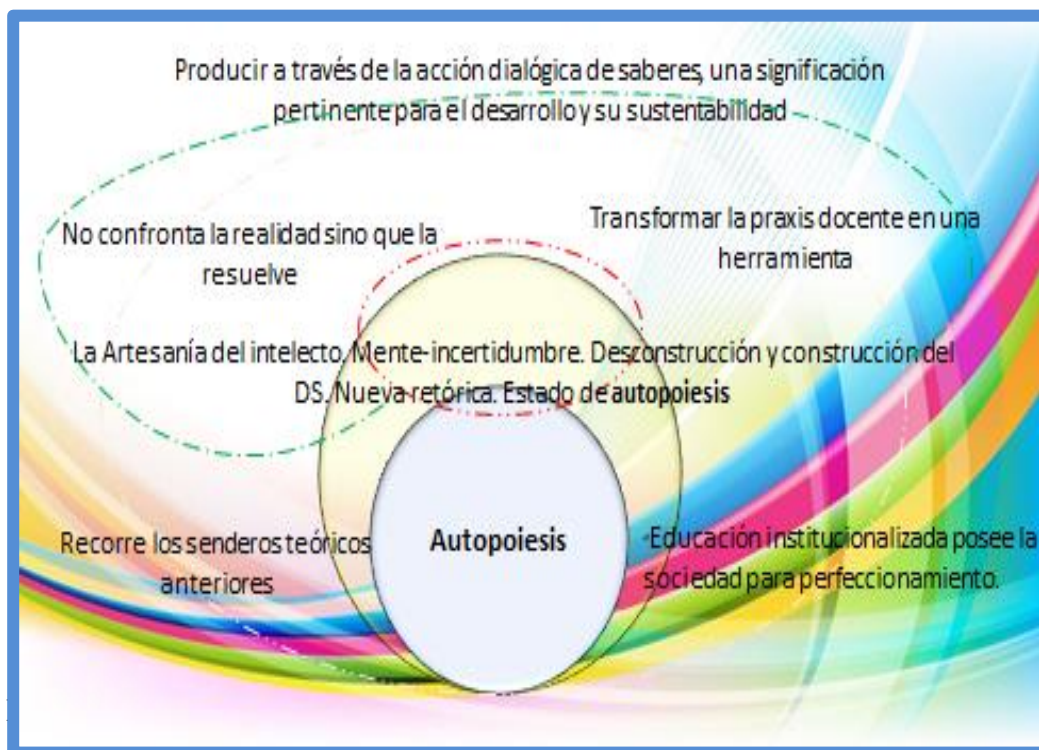 Producir a través de la acción dialógica de saberes, una significación
pertinente para el desarrollo y su sustentabilidad
No confronta la realidad sino que la
resuelve
Transformar la praxis docente en una
herramienta
La Artesanía del intelecto. Mente-incertidumbre. Desconstrucción y construcción del
DS. Nueva retórica. Estado de autopoiesis
Recorre los senderos teóricos
anteriores
Autopoiesis
-Educación institucionalizada posee la
sociedad para perfeccionamiento.